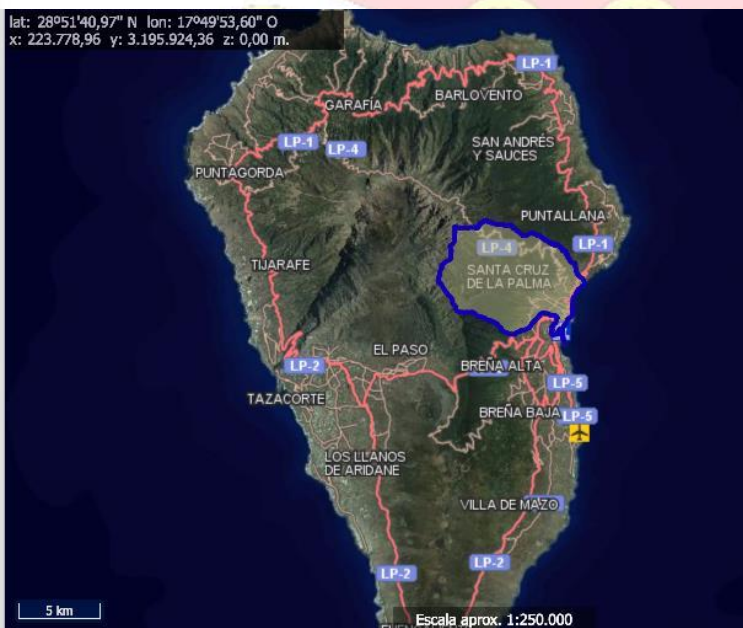 lat: 28º51'40,97" N lon: 17º49'53,60" O
x: 223.778,96 y: 3.195.924,36 z: 0,00 m.
LP-1
BARLOVENTO
GARAFÍA
LP-1
LP-4
SAN ANDRÉS
Y SAUCES
PUNTAGORDA
PUNTALLANA
LP-4
LP-1
TIJARAFE
SANTA CRUZ
DE LA PALMA
EL PASO
LP-2
BREÑA ALTA
LP-5
TAZACORTE
BREÑA BAJA
LP-5
LOS LLANOS
DE ARIDANE
VILLA DE MAZO
LP-2
LP-2
5 km
Escala aprox. 1:250.000